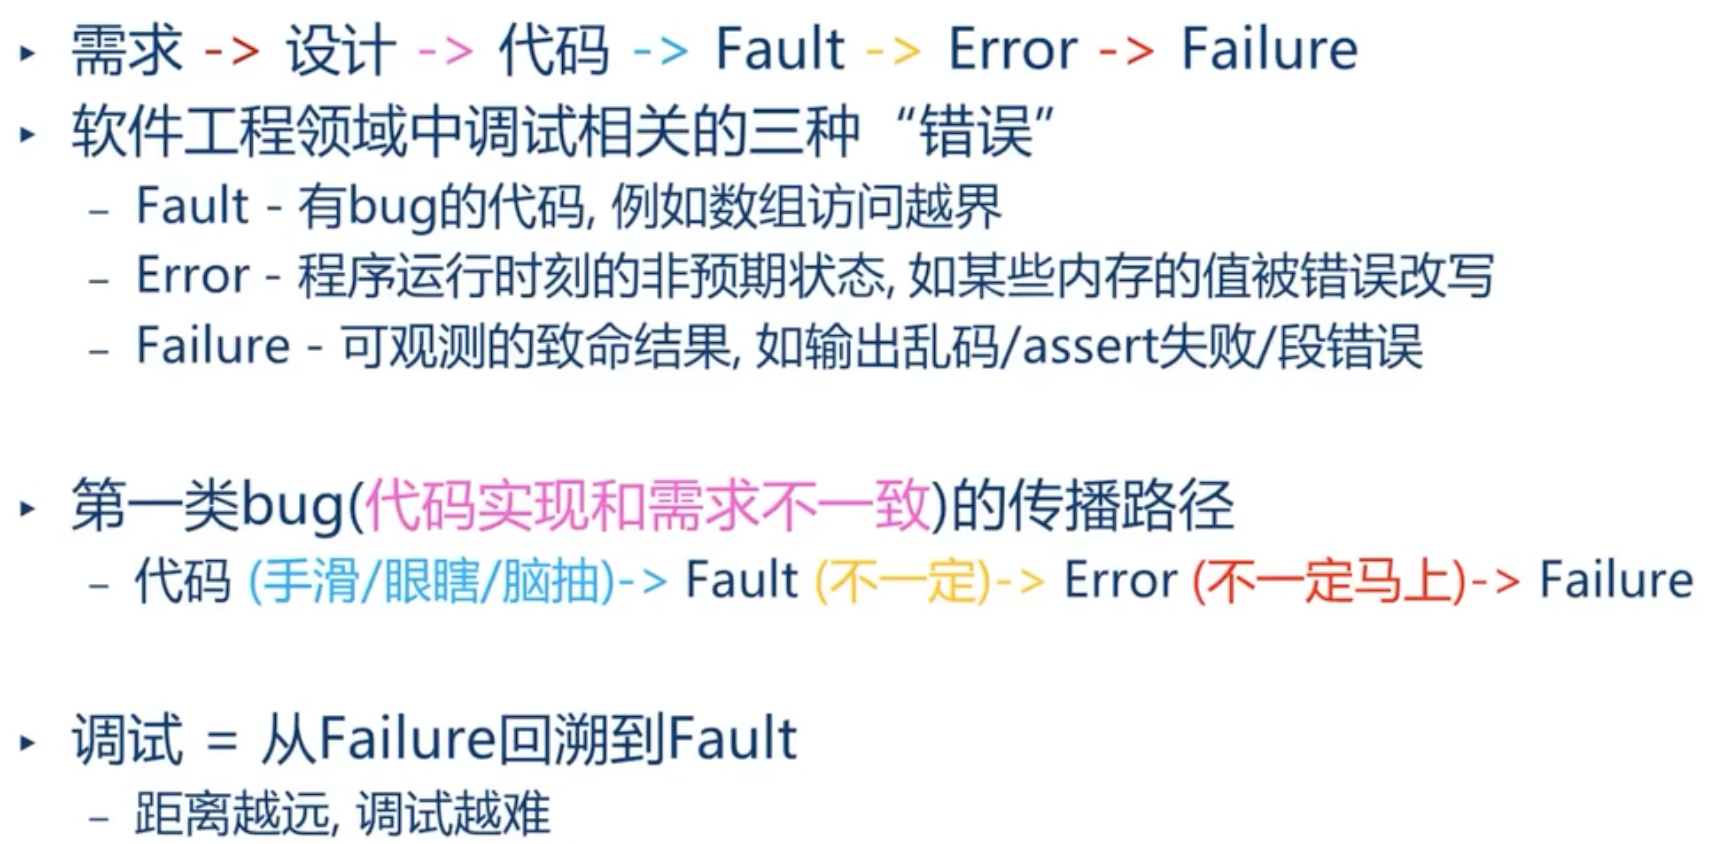 ▸ 需求 -> 设计 -> 代码 -> Fault -> Error -> Failure
▸ 软件工程领域中调试相关的三种“错误”
– Fault - 有bug的代码, 例如数组访问越界
– Error - 程序运行时刻的非预期状态, 如某些内存的值被错误改写
– Failure - 可观测的致命结果, 如输出乱码/assert失败/段错误
▸ 第一类bug(代码实现和需求不一致)的传播路径
– 代码 (手滑/眼瞎/脑抽)-> Fault (不一定)-> Error (不一定马上)-> Failure
▸ 调试 = 从Failure回溯到Fault
– 距离越远, 调试越难